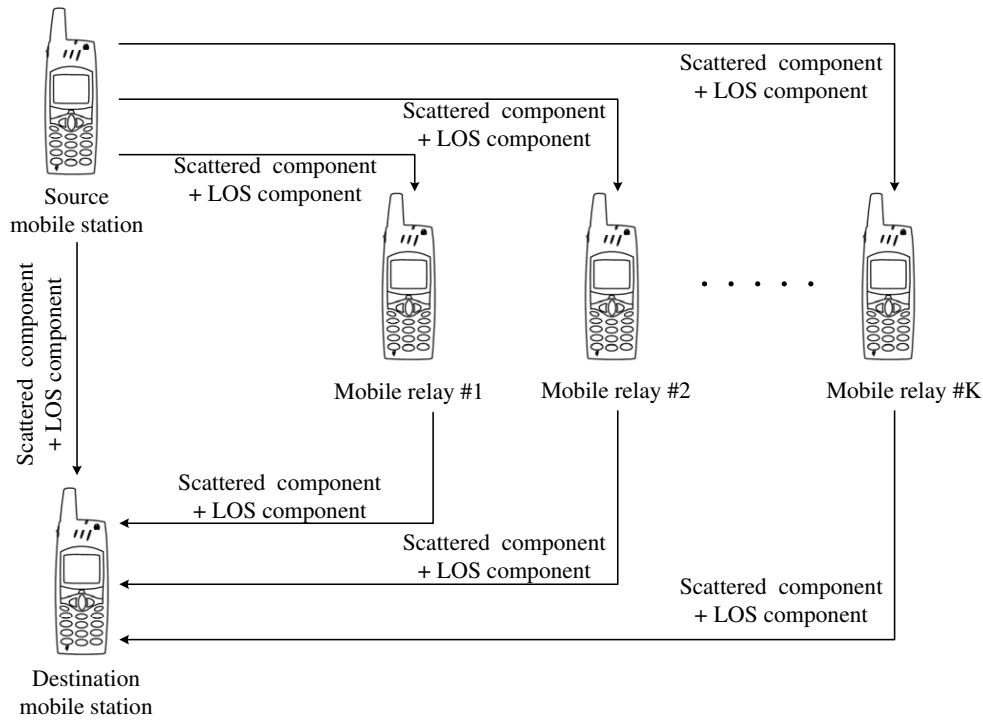 Scattered component
+ LOS component
Scattered component
+ LOS component
Scattered component
+ LOS component
Source
mobile station
Scattered component
+ LOS component
. . . . .
Mobile relay #1
Mobile relay #2
Mobile relay #K
Scattered component
+ LOS component
Scattered component
+ LOS component
Scattered component
+ LOS component
Destination
mobile station